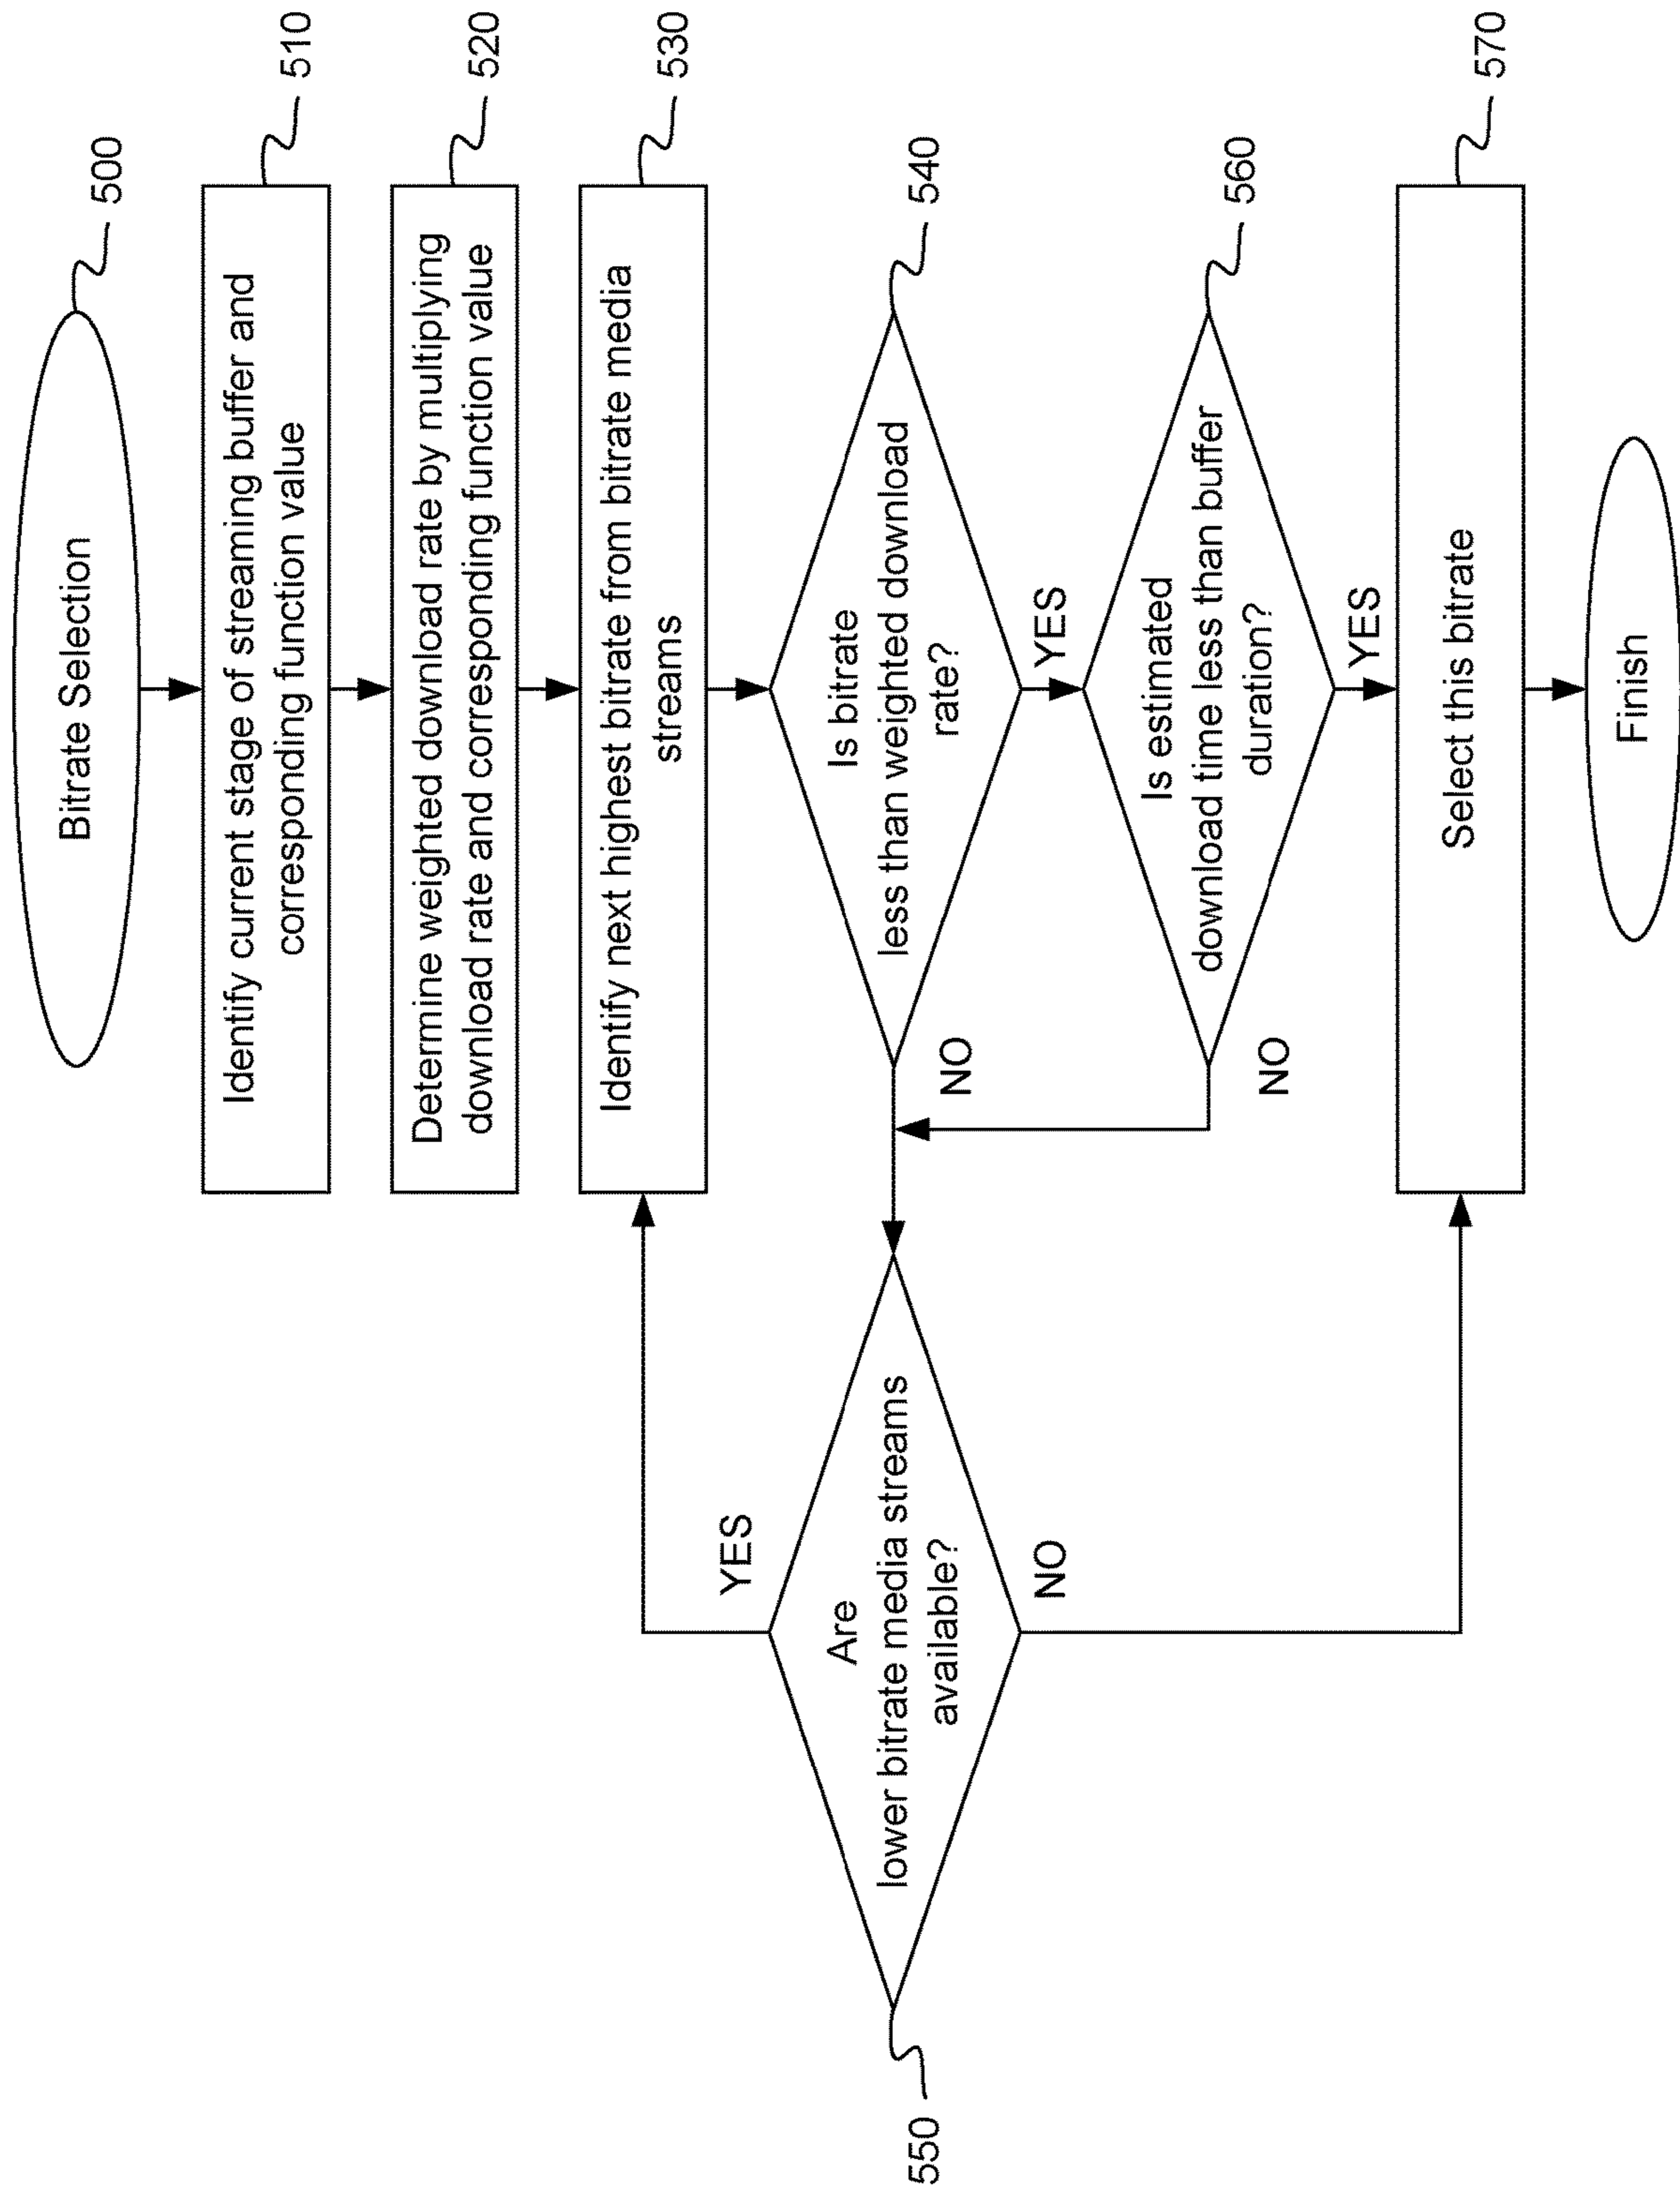 Bitrate Selection
500
Identify current stage of streaming buffer and
corresponding function value
510
Determine weighted download rate by multiplying
download rate and corresponding function value
520
Identify next highest bitrate from bitrate media
streams
530
Is bitrate
less than weighted download
rate?
540
YES
NO
Are
lower bitrate media streams
available?
550
YES
NO
Is estimated
download time less than buffer
duration?
560
YES
NO
Select this bitrate
570
Finish